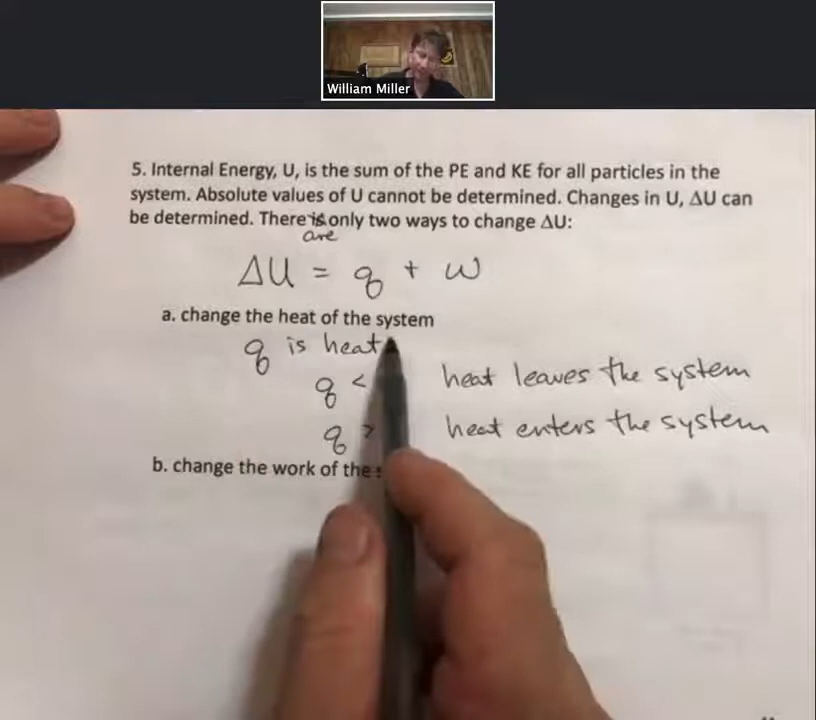 William Miller
5. Internal Energy, U, is the sum of the PE and KE for all particles in the
system. Absolute values of U cannot be determined. Changes in U, ΔU can
be determined. There is only two ways to change ΔU:
are
ΔU = q + w
a. change the heat of the system
q is heat
q < heat leaves the system
q > heat enters the system
b. change the work of the